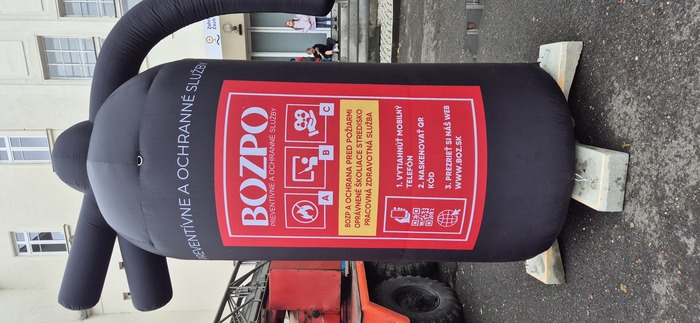 PREVENTÍVNE A OCHRANNÉ SLUŽBY
BOZPO
PREVENTÍVNE A OCHRANNÉ SLUŽBY
A
B
C
BOZP A OCHRANA PRED POŽIARMI
OPRÁVNENÉ ŠKOLIACE STREDISKO
PRACOVNÁ ZDRAVOTNÁ SLUŽBA
1. VYTIAHNUŤ MOBILNÝ
TELEFÓN
2. NASKENOVAŤ QR
KÓD
3. PREZRIEŤ SI NÁŠ WEB
WWW.BOZ.SK